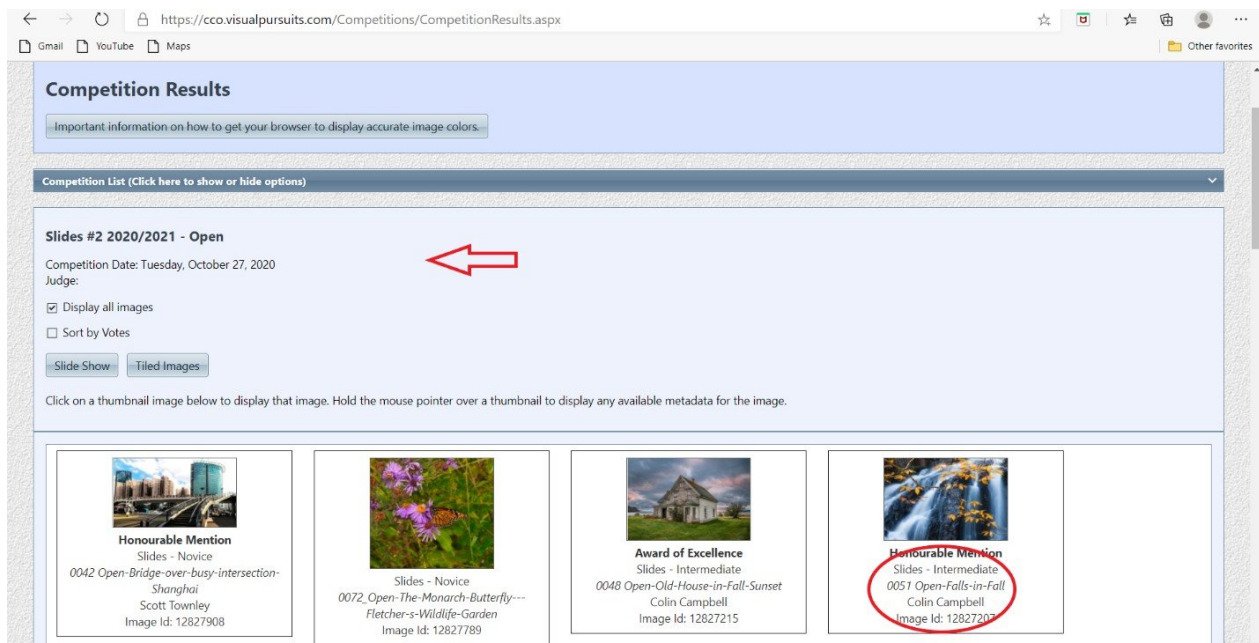 https://cco.visualpursuits.com/Competitions/CompetitionResults.aspx
Gmail YouTube Maps Other favorites
Competition Results
Important information on how to get your browser to display accurate image colors.
Competition List (Click here to show or hide options)
Slides #2 2020/2021 - Open
Competition Date: Tuesday, October 27, 2020
Judge:
Display all images
Sort by Votes
Slide Show Tiled Images
Click on a thumbnail image below to display that image. Hold the mouse pointer over a thumbnail to display any available metadata for the image.
Honourable Mention
Slides - Novice
0042 Open-Bridge-over-busy-intersection-
Shanghai
Scott Townley
Image Id: 12827908
Slides - Novice
0072_Open-The-Monarch-Butterfly---
Fletcher-s-Wildlife-Garden
Image Id: 12827789
Award of Excellence
Slides - Intermediate
0048 Open-Old-House-in-Fall-Sunset
Colin Campbell
Image Id: 12827215
Honourable Mention
Slides - Intermediate
0051 Open-Falls-in-Fall
Colin Campbell
Image Id: 12827207